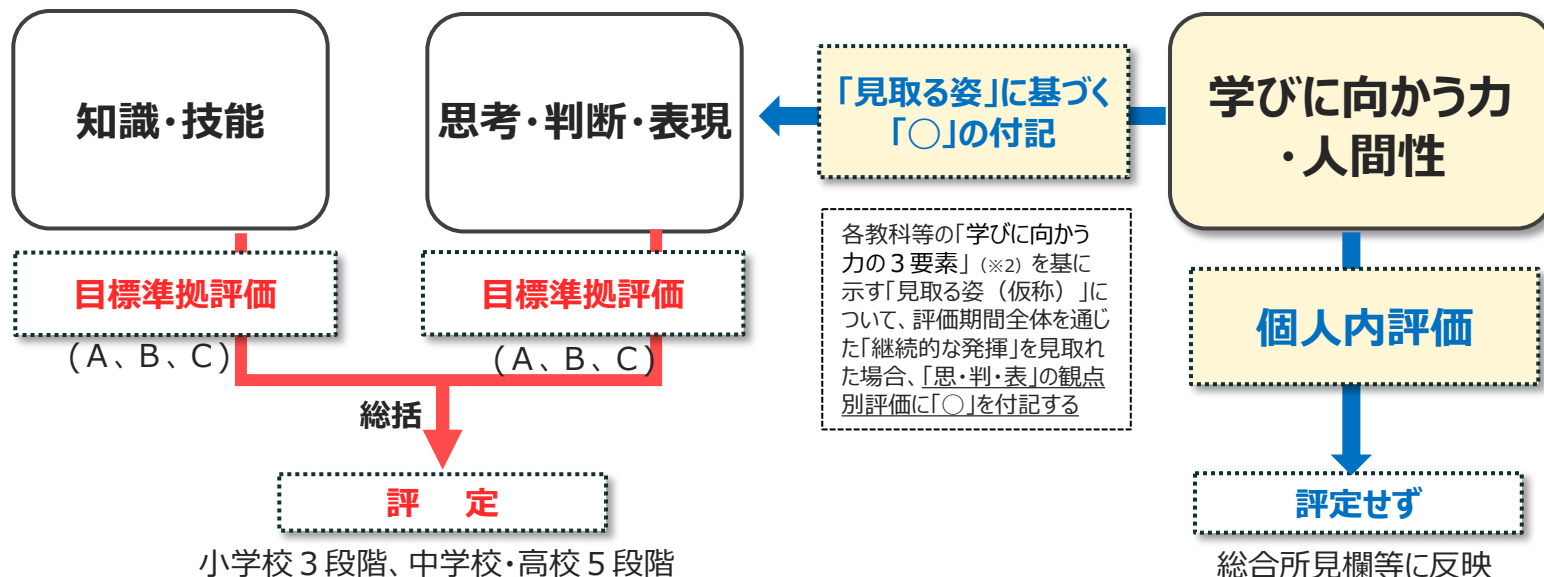 知識・技能
思考・判断・表現
「見取る姿」に基づく
「○」の付記
学びに向かう力
・人間性
目標準拠評価
(A、B、C)
目標準拠評価
(A、B、C)
各教科等の「学びに向かう
力の３要素」(※2) を基に
示す「見取る姿（仮称）」に
ついて、評価期間全体を通じ
た「継続的な発揮」を見取れ
た場合、「思・判・表」の観点
別評価に「○」を付記する
個人内評価
総括
評　定
小学校３段階、中学校・高校５段階
評定せず
総合所見欄等に反映